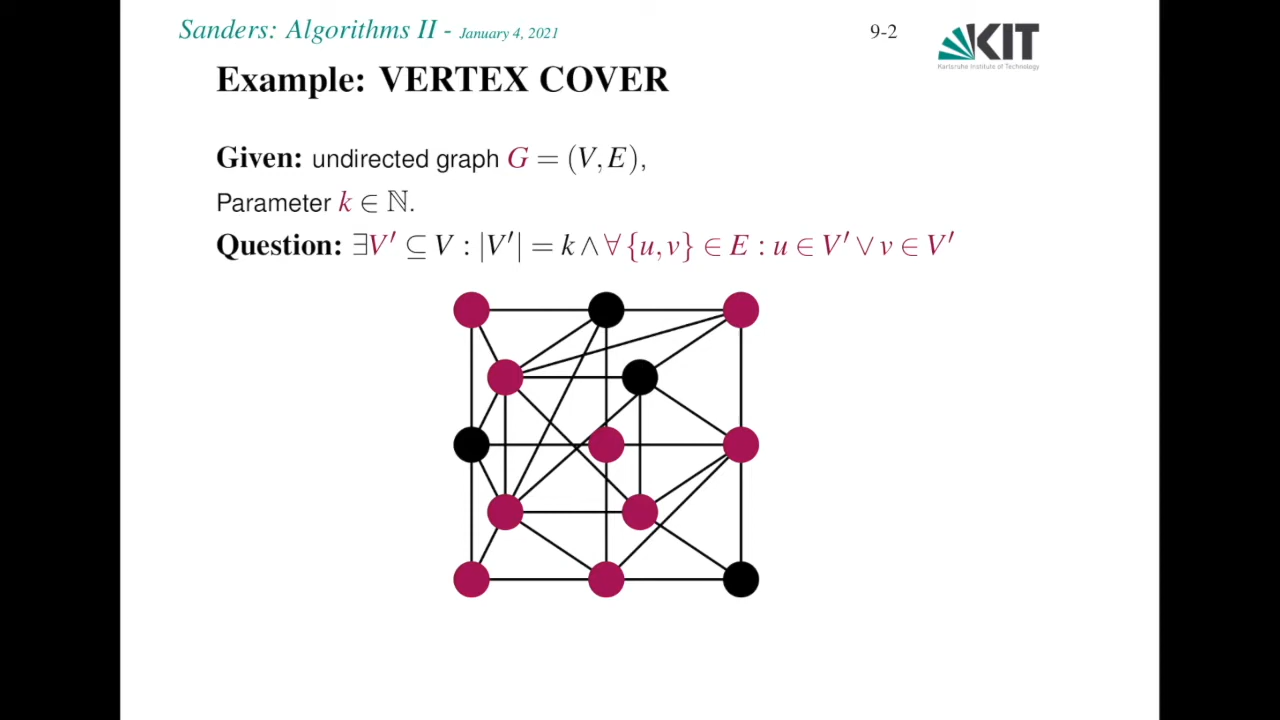 Sanders: Algorithms II - January 4, 2021
9-2
KIT
Karlsruhe Institute of Technology
Example: VERTEX COVER
Given: undirected graph G = (V, E),
Parameter k ∈ ℕ.
Question: ∃V′ ⊆ V : |V′| = k ∧ ∀ {u, v} ∈ E : u ∈ V′ ∨ v ∈ V′